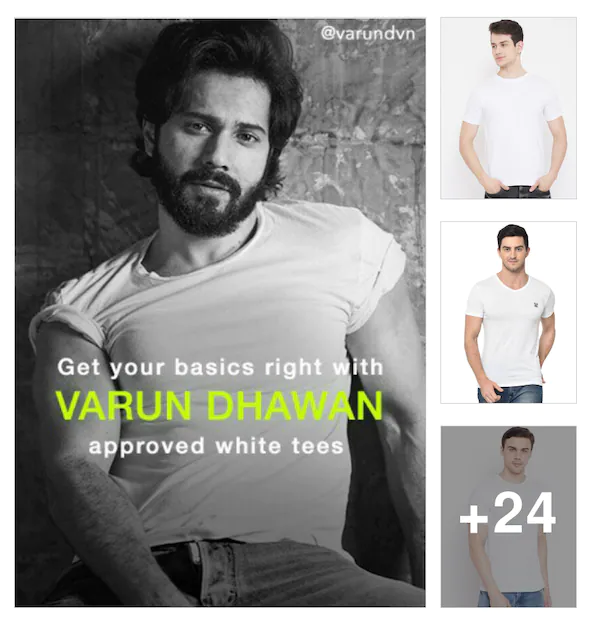 @varundvn
Get your basics right with
VARUN DHAWAN
approved white tees
+24